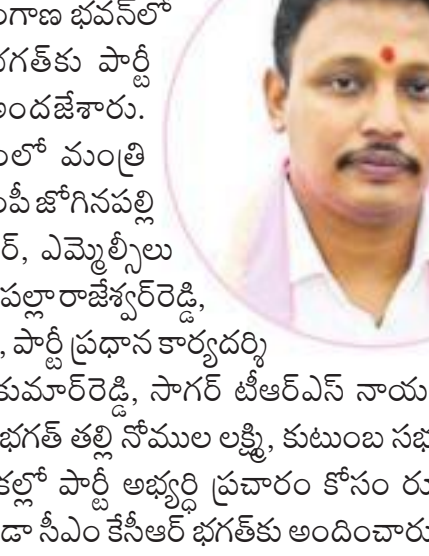 ంగాణ భవన్‌లో
గత్‌కు పార్టీ
అందజేశారు.
ంలో మంత్రి
ంపీ జోగినపల్లి
ర్, ఎమ్మెల్సీలు
పల్లా రాజేశ్వర్‌రెడ్డి,
, పార్టీ ప్రధాన కార్యదర్శి
కుమార్‌రెడ్డి, సాగర్ టీఆర్ఎస్ నాయ
భగత్ తల్లి నోముల లక్ష్మి, కుటుంబ సభ
కల్లో పార్టీ అభ్యర్థి ప్రచారం కోసం రు
డా సీఎం కేసీఆర్ భగత్‌కు అందించారు